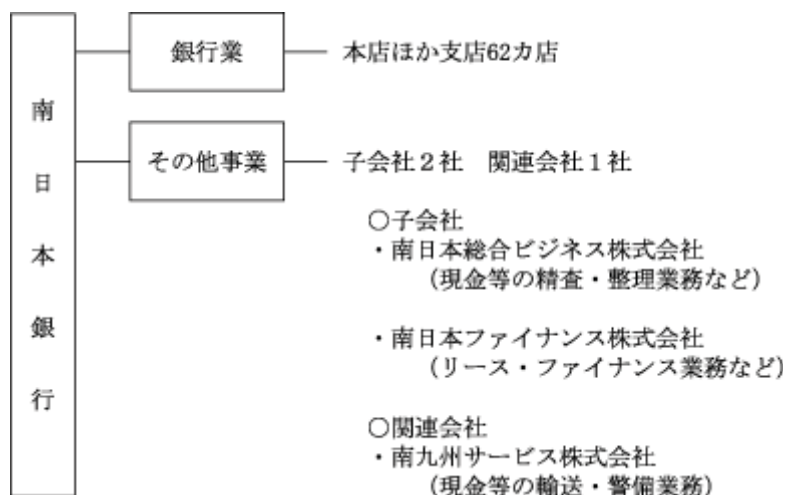 南日本銀行
銀行業
本店ほか支店62カ店
その他事業
子会社２社　関連会社１社
○子会社
・南日本総合ビジネス株式会社
（現金等の精査・整理業務など）
・南日本ファイナンス株式会社
（リース・ファイナンス業務など）
○関連会社
・南九州サービス株式会社
（現金等の輸送・警備業務）